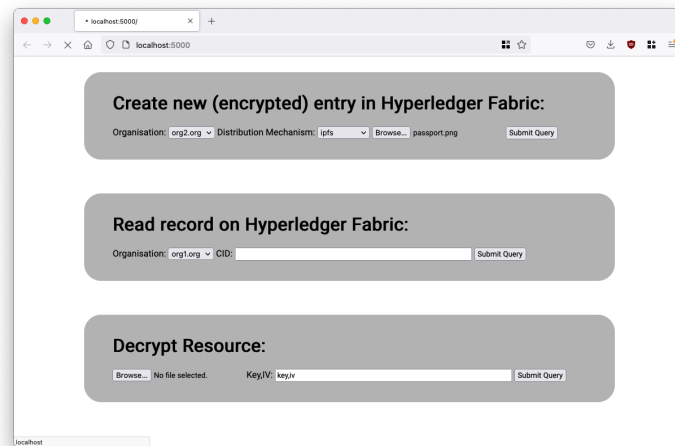 • localhost:5000/
localhost:5000
Create new (encrypted) entry in Hyperledger Fabric:
Organisation: org2.org Distribution Mechanism: ipfs Browse... passport.png Submit Query
Read record on Hyperledger Fabric:
Organisation: org1.org CID: Submit Query
Decrypt Resource:
Browse... No file selected. Key,IV: key,iv Submit Query
localhost